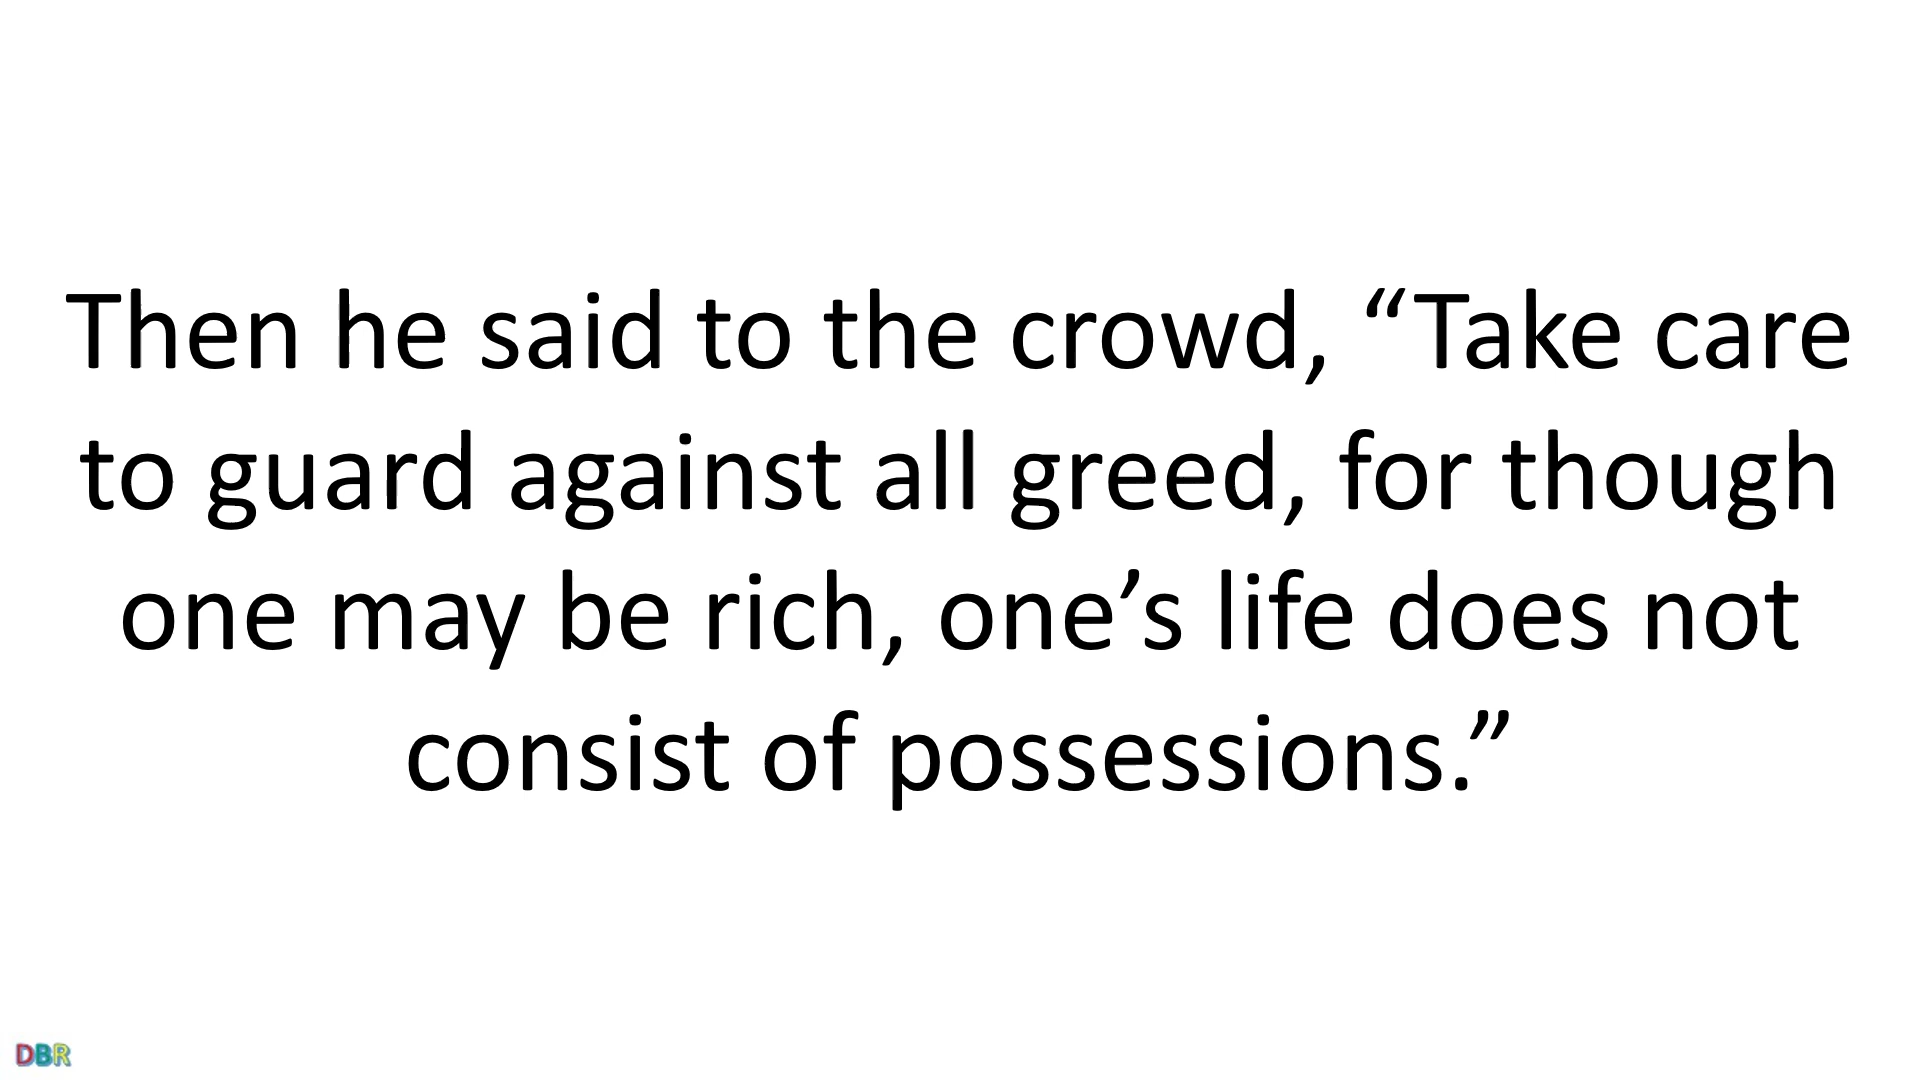 Then he said to the crowd, “Take care
to guard against all greed, for though
one may be rich, one’s life does not
consist of possessions.”
DBR